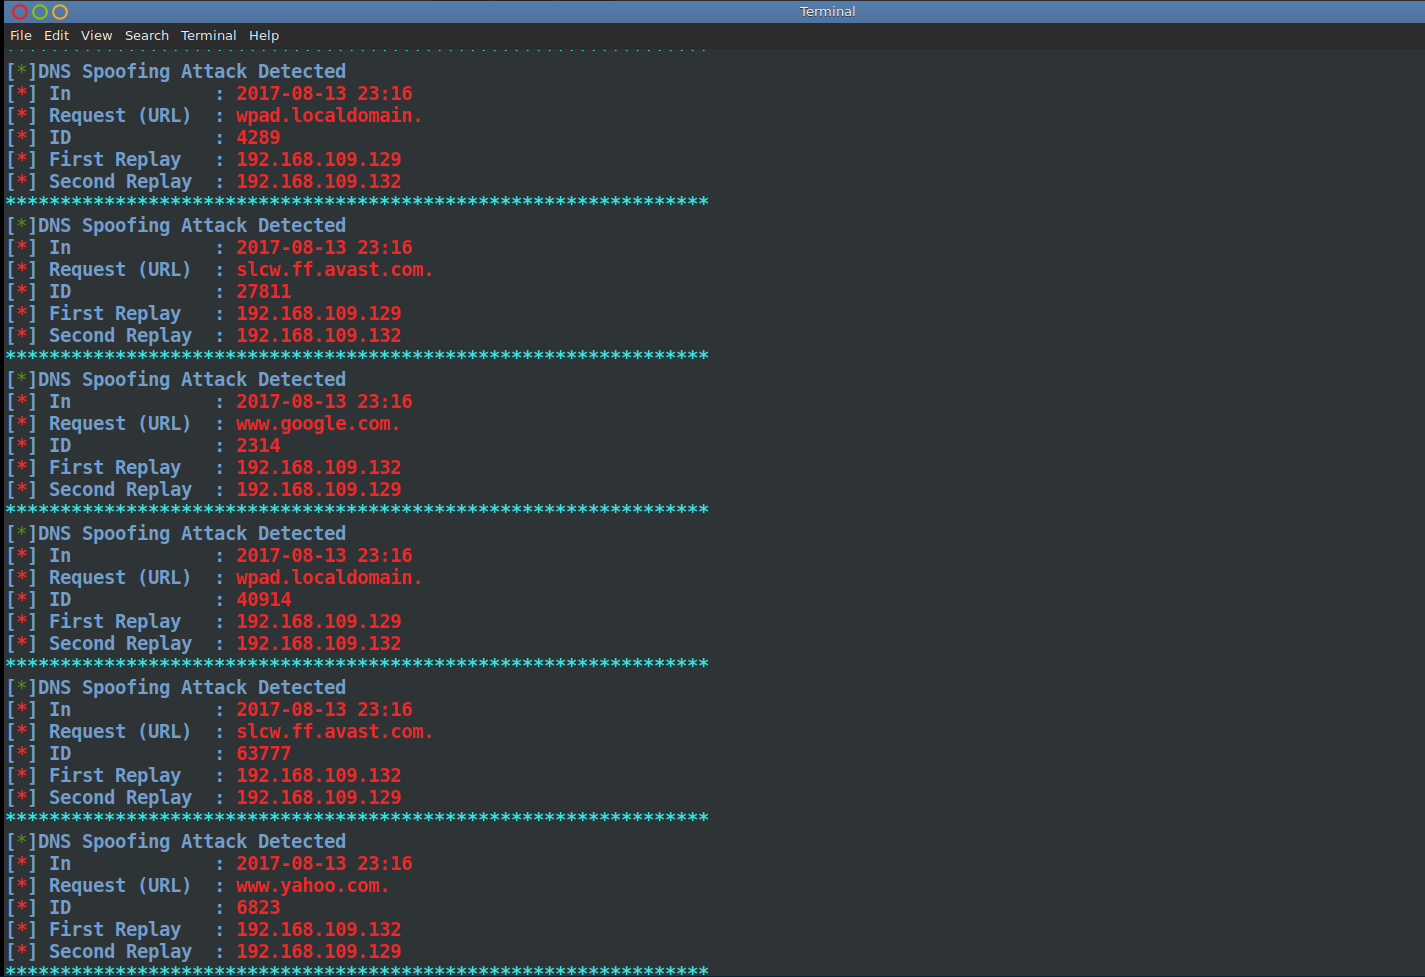 Terminal
File Edit View Search Terminal Help
[*]DNS Spoofing Attack Detected
[*] In             : 2017-08-13 23:16
[*] Request (URL)  : wpad.localdomain.
[*] ID             : 4289
[*] First Replay   : 192.168.109.129
[*] Second Replay  : 192.168.109.132
****************************************************************
[*]DNS Spoofing Attack Detected
[*] In             : 2017-08-13 23:16
[*] Request (URL)  : slcw.ff.avast.com.
[*] ID             : 27811
[*] First Replay   : 192.168.109.129
[*] Second Replay  : 192.168.109.132
****************************************************************
[*]DNS Spoofing Attack Detected
[*] In             : 2017-08-13 23:16
[*] Request (URL)  : www.google.com.
[*] ID             : 2314
[*] First Replay   : 192.168.109.132
[*] Second Replay  : 192.168.109.129
****************************************************************
[*]DNS Spoofing Attack Detected
[*] In             : 2017-08-13 23:16
[*] Request (URL)  : wpad.localdomain.
[*] ID             : 40914
[*] First Replay   : 192.168.109.129
[*] Second Replay  : 192.168.109.132
****************************************************************
[*]DNS Spoofing Attack Detected
[*] In             : 2017-08-13 23:16
[*] Request (URL)  : slcw.ff.avast.com.
[*] ID             : 63777
[*] First Replay   : 192.168.109.132
[*] Second Replay  : 192.168.109.129
****************************************************************
[*]DNS Spoofing Attack Detected
[*] In             : 2017-08-13 23:16
[*] Request (URL)  : www.yahoo.com.
[*] ID             : 6823
[*] First Replay   : 192.168.109.132
[*] Second Replay  : 192.168.109.129
****************************************************************